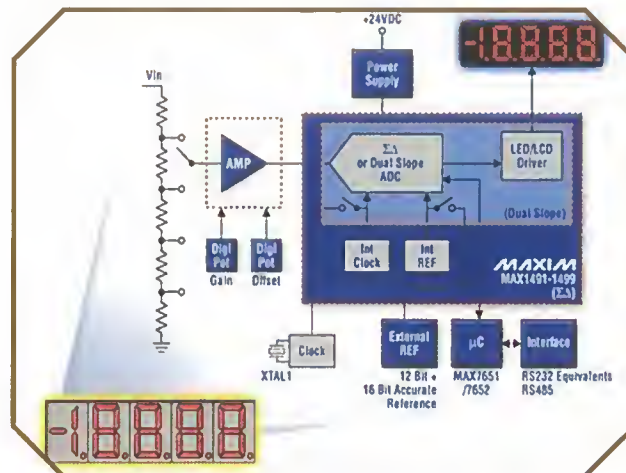 +24VDC
-1.8.8.8.8
Vin
Power
Supply
AMP
ΣΔ
or Dual Slope
ADC
LED/LCD
Driver
(Dual Slope)
Digi
Pot
Digi
Pot
Gain
Offset
Int
Clock
Int
REF
MAXIM
MAX1491-1499
(ΣΔ)
XTAL1
Clock
External
REF
µC
Interface
12 Bit +
16 Bit Accurate
Reference
MAX7651
/7652
RS232 Equivalents
RS485
-1.8.8.8.8